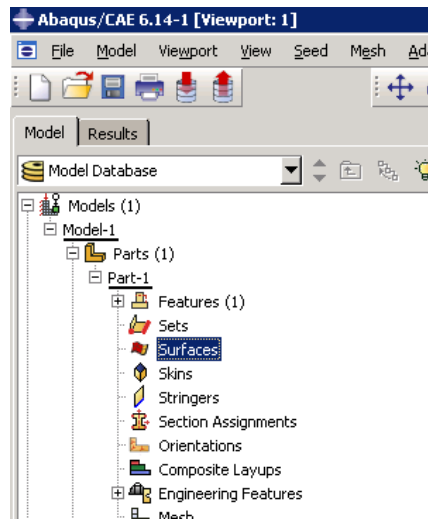 Abaqus/CAE 6.14-1 [Viewport: 1]
File Model Viewport View Seed Mesh Ad
Model Results
Model Database
Models (1)
Model-1
Parts (1)
Part-1
Features (1)
Sets
Surfaces
Skins
Stringers
Section Assignments
Orientations
Composite Layups
Engineering Features
Mesh